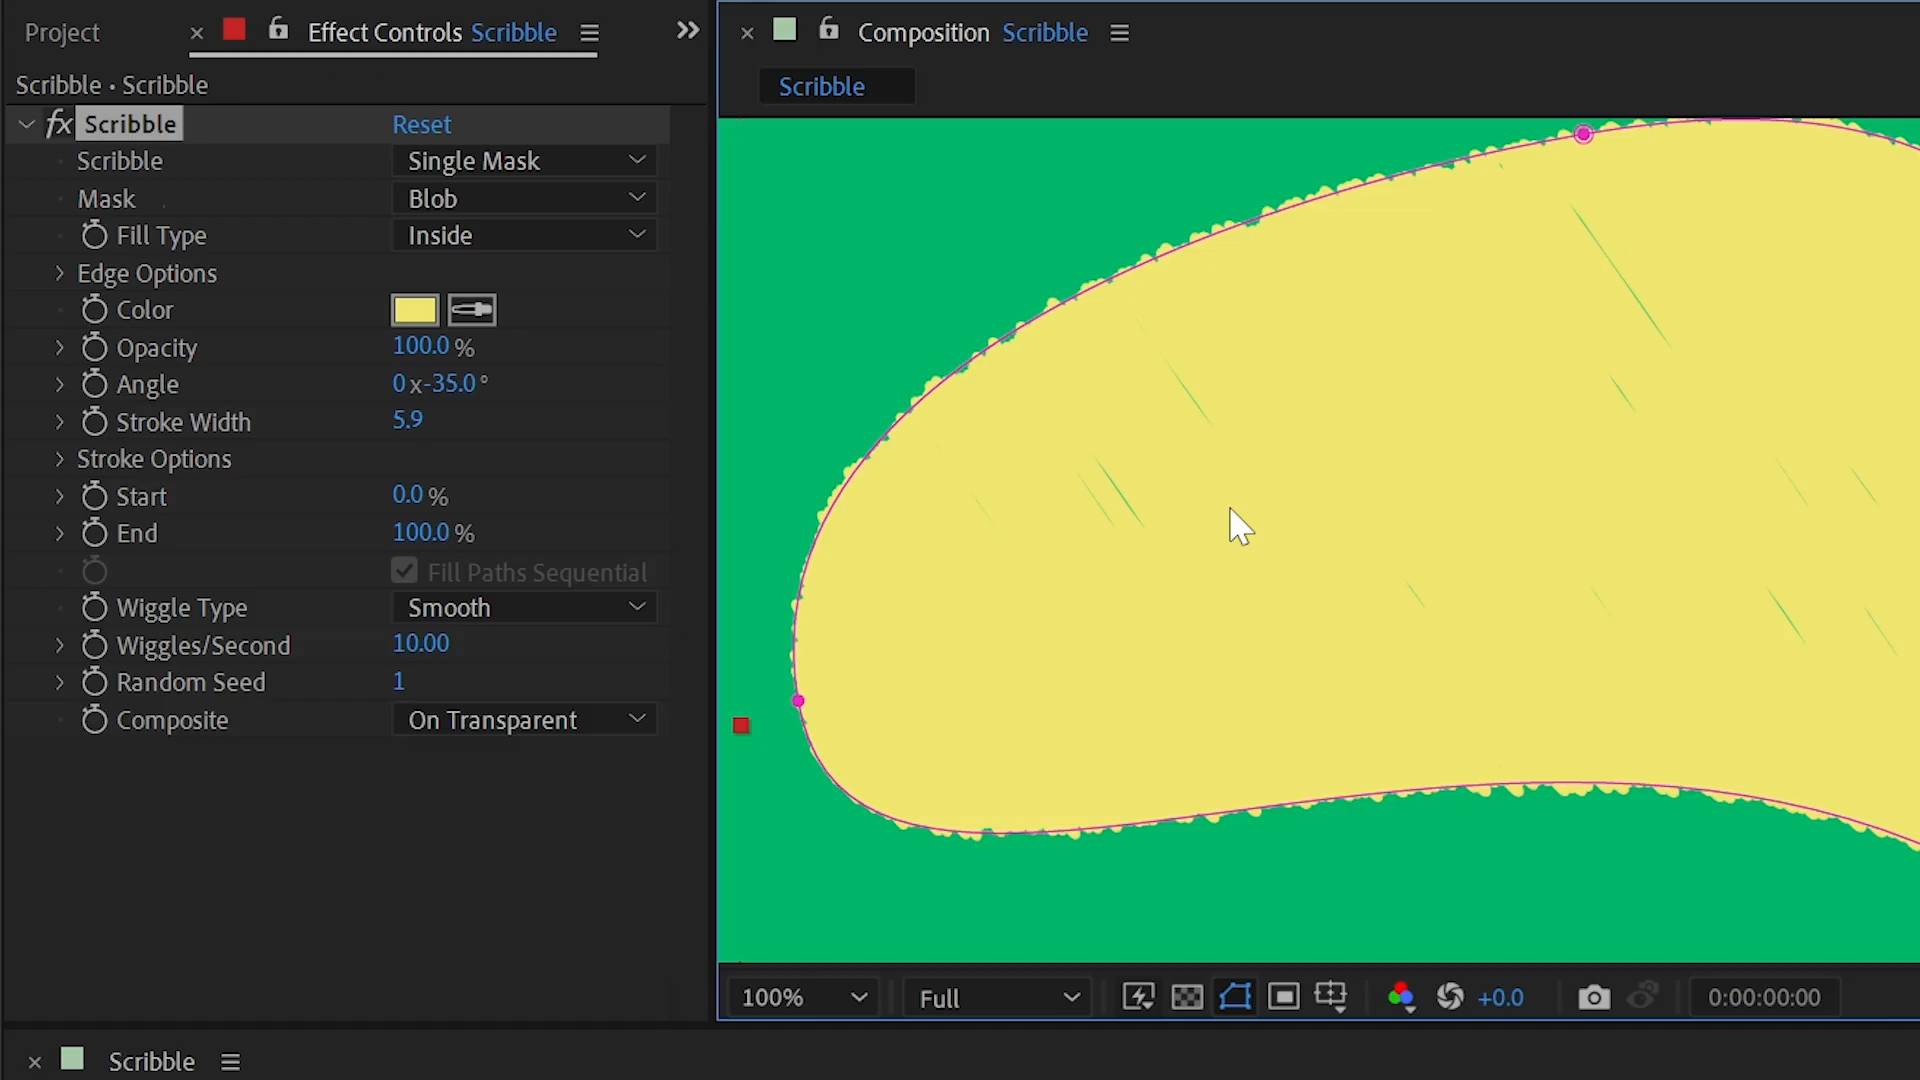 Project
Effect Controls Scribble
Composition Scribble
Scribble • Scribble
Scribble
fx Scribble Reset
Scribble Single Mask
Mask Blob
Fill Type Inside
Edge Options
Color
Opacity 100.0 %
Angle 0 x-35.0 °
Stroke Width 5.9
Stroke Options
Start 0.0 %
End 100.0 %
Fill Paths Sequential
Wiggle Type Smooth
Wiggles/Second 10.00
Random Seed 1
Composite On Transparent
100% Full +0.0 0:00:00:00
Scribble